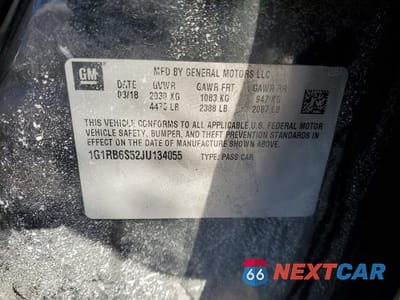 GM
MFD BY GENERAL MOTORS LLC
DATE GVWR GAWR FRT. GAWR RR
03/18 2030 KG 1083 KG 947 KG
4475 LB 2388 LB 2087 LB
THIS VEHICLE CONFORMS TO ALL APPLICABLE U.S. FEDERAL MOTOR
VEHICLE SAFETY, BUMPER, AND THEFT PREVENTION STANDARDS
IN EFFECT ON THE DATE OF MANUFACTURE SHOWN ABOVE.
1G1RB6S52JU134055 TYPE: PASS CAR
66 NEXTCAR